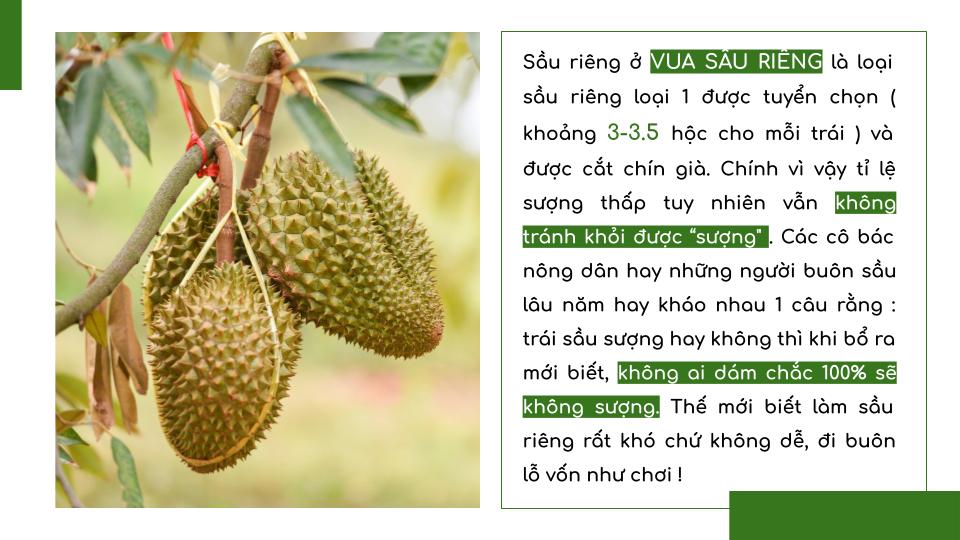 Sầu riêng ở VUA SẦU RIÊNG là loại
sầu riêng loại 1 được tuyển chọn (
khoảng 3-3.5 hộc cho mỗi trái ) và
được cắt chín già. Chính vì vậy tỉ lệ
sượng thấp tuy nhiên vẫn không
tránh khỏi được “sượng" . Các cô bác
nông dân hay những người buôn sầu
lâu năm hay kháo nhau 1 câu rằng :
trái sầu sượng hay không thì khi bổ ra
mới biết, không ai dám chắc 100% sẽ
không sượng. Thế mới biết làm sầu
riêng rất khó chứ không dễ, đi buôn
lỗ vốn như chơi !